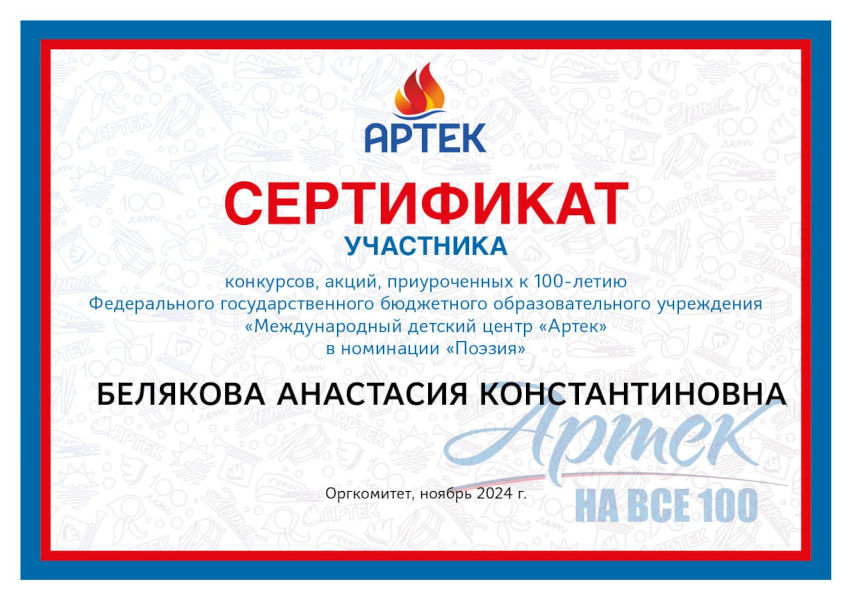 АРТЕК
СЕРТИФИКАТ
УЧАСТНИКА
конкурсов, акций, приуроченных к 100-летию
Федерального государственного бюджетного образовательного учреждения
«Международный детский центр «Артек»
в номинации «Поэзия»
БЕЛЯКОВА АНАСТАСИЯ КОНСТАНТИНОВНА
Артек
Оргкомитет, ноябрь 2024 г.
НА ВСЕ 100